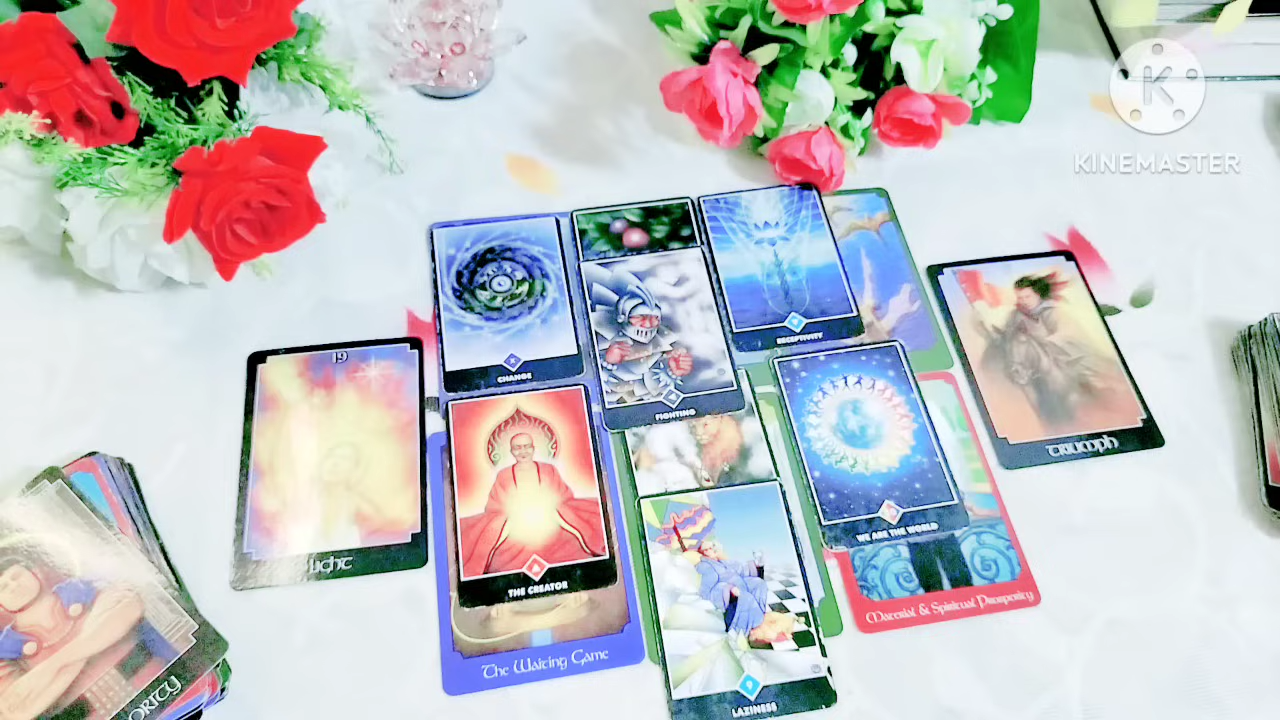 K
KINEMASTER
RECEPTIVITY
19
X
CHANGE
FIGHTING
TRIUMPH
WE ARE THE WORLD
LIGHT
THE CREATOR
Material & Spiritual Prosperity
The Waiting Game
ORITY
LAZINESS